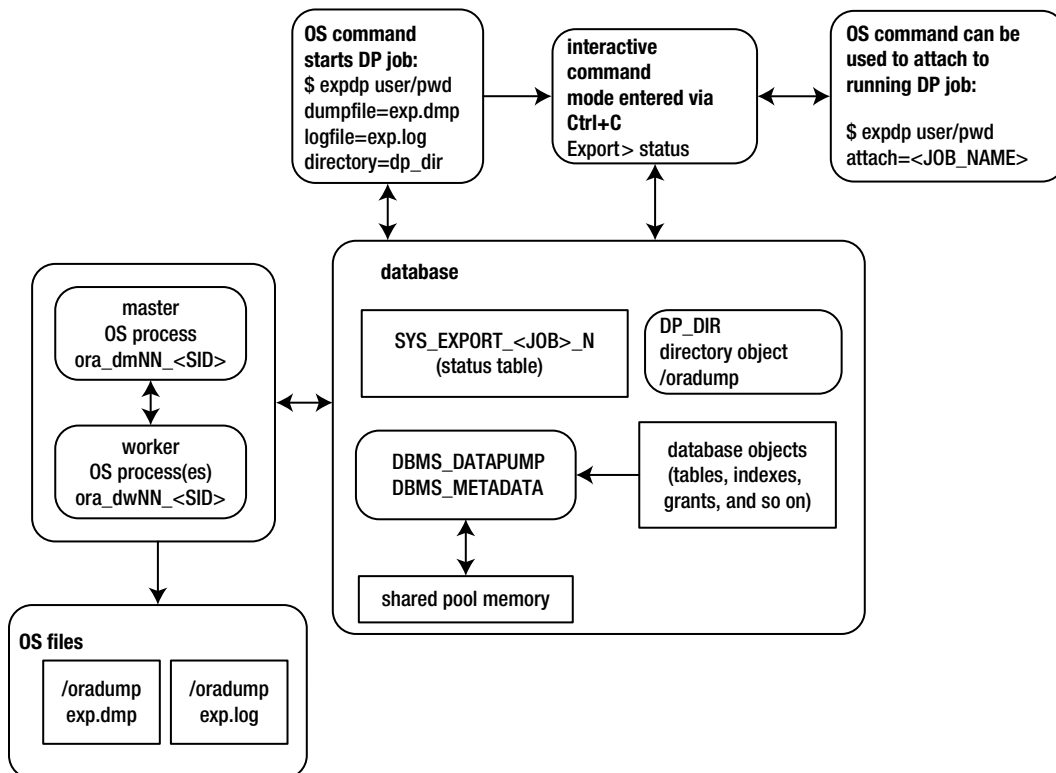 OS command
starts DP job:
$ expdp user/pwd
dumpfile=exp.dmp
logfile=exp.log
directory=dp_dir
interactive
command
mode entered via
Ctrl+C
Export> status
OS command can be
used to attach to
running DP job:
$ expdp user/pwd
attach=<JOB_NAME>
database
master
OS process
ora_dmNN_<SID>
worker
OS process(es)
ora_dwNN_<SID>
SYS_EXPORT_<JOB>_N
(status table)
DP_DIR
directory object
/oradump
DBMS_DATAPUMP
DBMS_METADATA
database objects
(tables, indexes,
grants, and so on)
shared pool memory
OS files
/oradump
exp.dmp
/oradump
exp.log